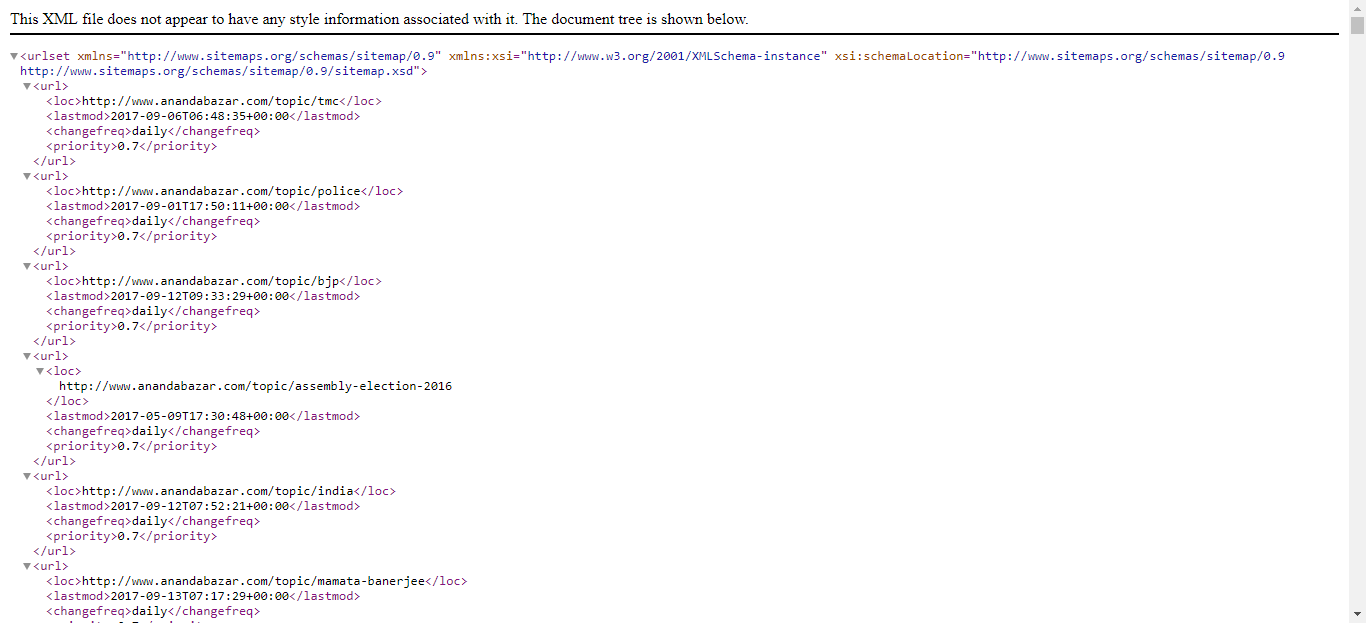 This XML file does not appear to have any style information associated with it. The document tree is shown below.
▼<urlset xmlns="http://www.sitemaps.org/schemas/sitemap/0.9" xmlns:xsi="http://www.w3.org/2001/XMLSchema-instance" xsi:schemaLocation="http://www.sitemaps.org/schemas/sitemap/0.9
http://www.sitemaps.org/schemas/sitemap/0.9/sitemap.xsd">
▼<url>
<loc>http://www.anandabazar.com/topic/tmc</loc>
<lastmod>2017-09-06T06:48:35+00:00</lastmod>
<changefreq>daily</changefreq>
<priority>0.7</priority>
</url>
▼<url>
<loc>http://www.anandabazar.com/topic/police</loc>
<lastmod>2017-09-01T17:50:11+00:00</lastmod>
<changefreq>daily</changefreq>
<priority>0.7</priority>
</url>
▼<url>
<loc>http://www.anandabazar.com/topic/bjp</loc>
<lastmod>2017-09-12T09:33:29+00:00</lastmod>
<changefreq>daily</changefreq>
<priority>0.7</priority>
</url>
▼<url>
▼<loc>
http://www.anandabazar.com/topic/assembly-election-2016
</loc>
<lastmod>2017-05-09T17:30:48+00:00</lastmod>
<changefreq>daily</changefreq>
<priority>0.7</priority>
</url>
▼<url>
<loc>http://www.anandabazar.com/topic/india</loc>
<lastmod>2017-09-12T07:52:21+00:00</lastmod>
<changefreq>daily</changefreq>
<priority>0.7</priority>
</url>
▼<url>
<loc>http://www.anandabazar.com/topic/mamata-banerjee</loc>
<lastmod>2017-09-13T07:17:29+00:00</lastmod>
<changefreq>daily</changefreq>